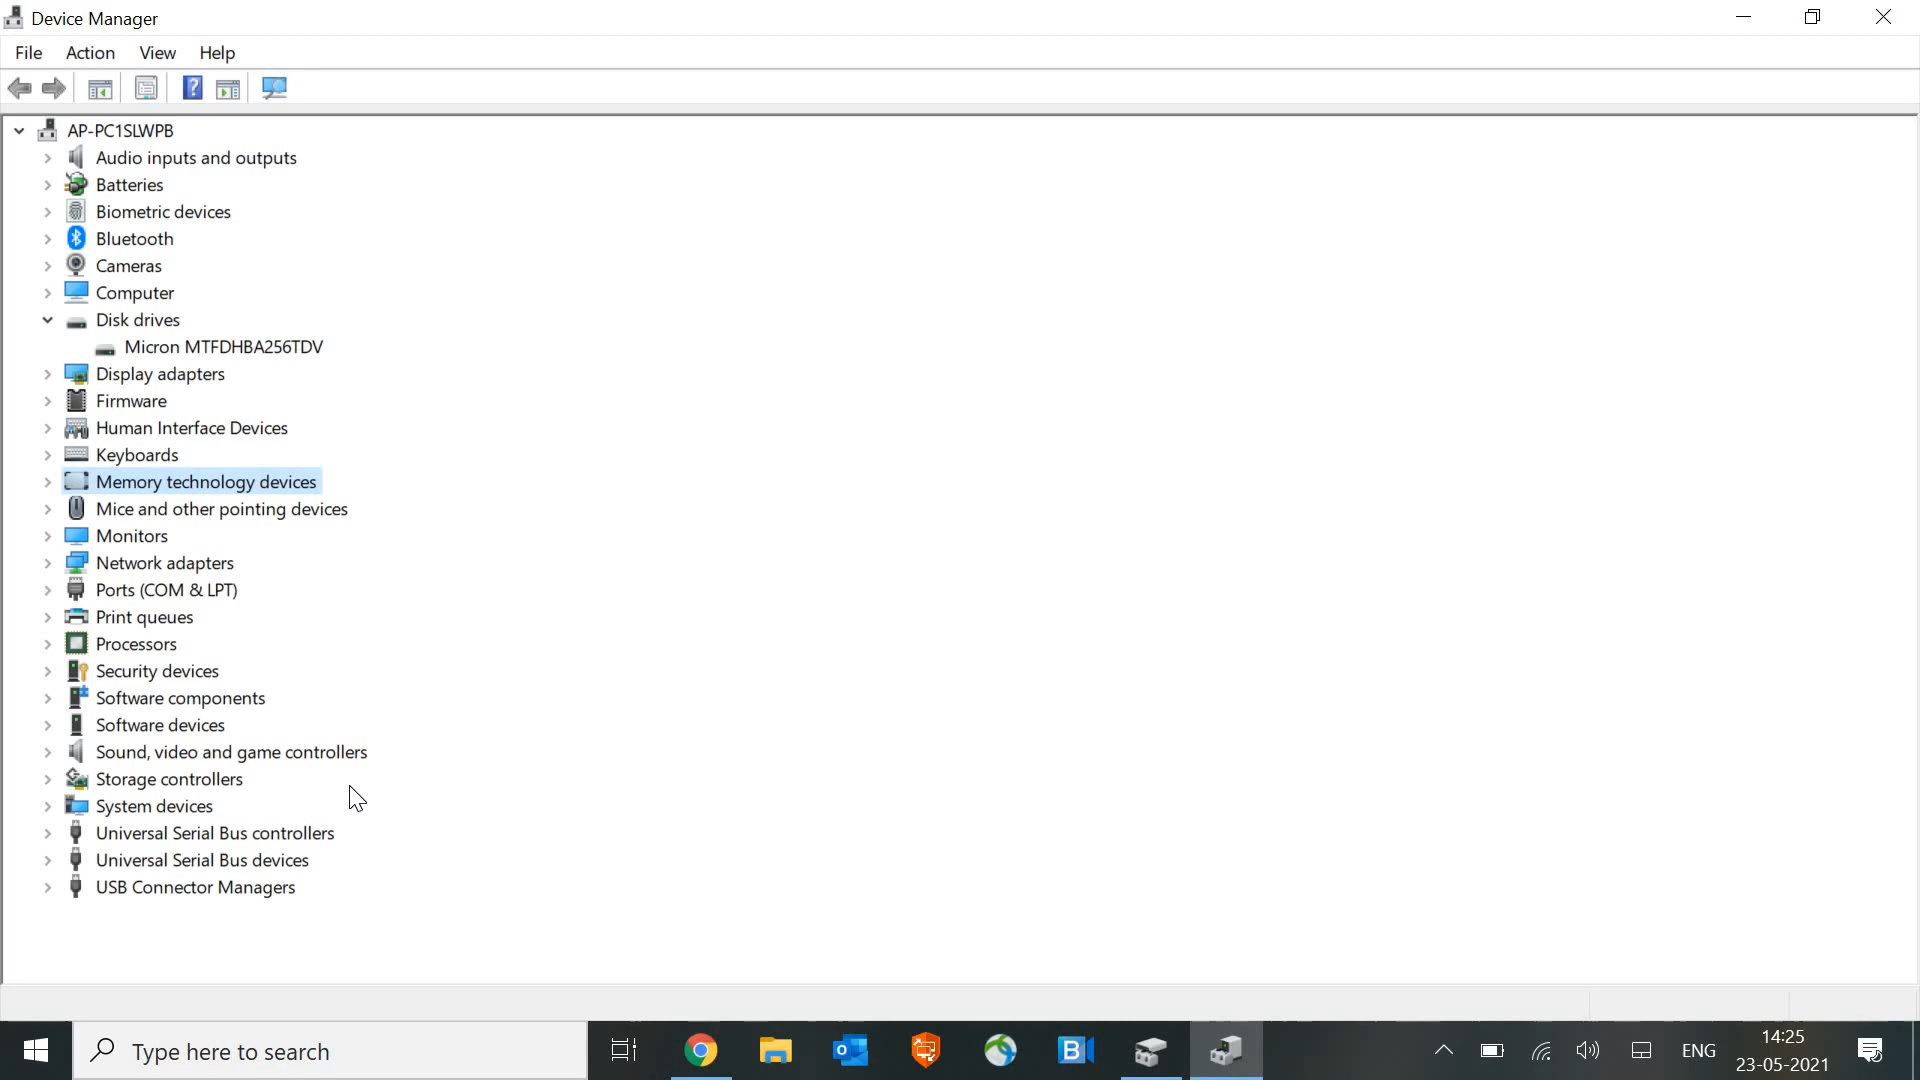 Device Manager
File Action View Help
AP-PC1SLWPB
Audio inputs and outputs
Batteries
Biometric devices
Bluetooth
Cameras
Computer
Disk drives
Micron MTFDHBA256TDV
Display adapters
Firmware
Human Interface Devices
Keyboards
Memory technology devices
Mice and other pointing devices
Monitors
Network adapters
Ports (COM & LPT)
Print queues
Processors
Security devices
Software components
Software devices
Sound, video and game controllers
Storage controllers
System devices
Universal Serial Bus controllers
Universal Serial Bus devices
USB Connector Managers
Type here to search
ENG
14:25
23-05-2021